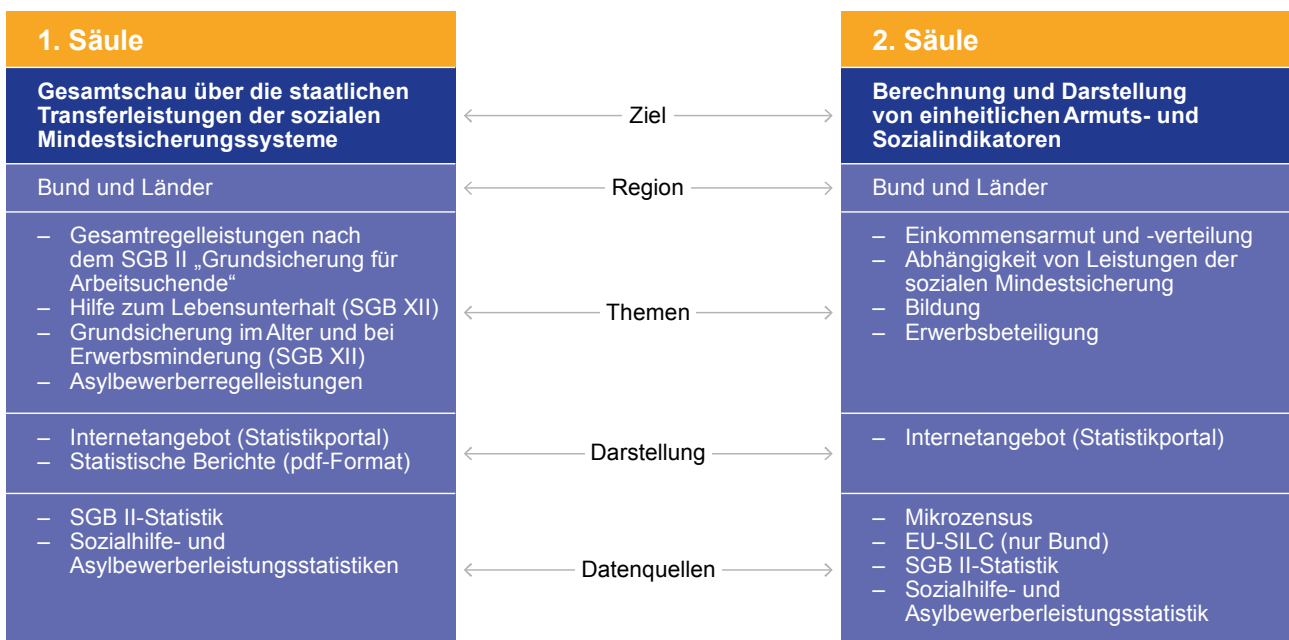 1. Säule
Gesamtschau über die staatlichen
Transferleistungen der sozialen
Mindestsicherungssysteme
Ziel
2. Säule
Berechnung und Darstellung
von einheitlichen Armuts- und
Sozialindikatoren
Bund und Länder
Region
Bund und Länder
– Gesamtregelleistungen nach
dem SGB II „Grundsicherung für
Arbeitsuchende“
– Hilfe zum Lebensunterhalt (SGB XII)
– Grundsicherung im Alter und bei
Erwerbsminderung (SGB XII)
– Asylbewerberregelleistungen
Themen
– Einkommensarmut und -verteilung
– Abhängigkeit von Leistungen der
sozialen Mindestsicherung
– Bildung
– Erwerbsbeteiligung
– Internetangebot (Statistikportal)
– Statistische Berichte (pdf-Format)
Darstellung
– Internetangebot (Statistikportal)
– SGB II-Statistik
– Sozialhilfe- und
Asylbewerberleistungsstatistiken
Datenquellen
– Mikrozensus
– EU-SILC (nur Bund)
– SGB II-Statistik
– Sozialhilfe- und
Asylbewerberleistungsstatistik